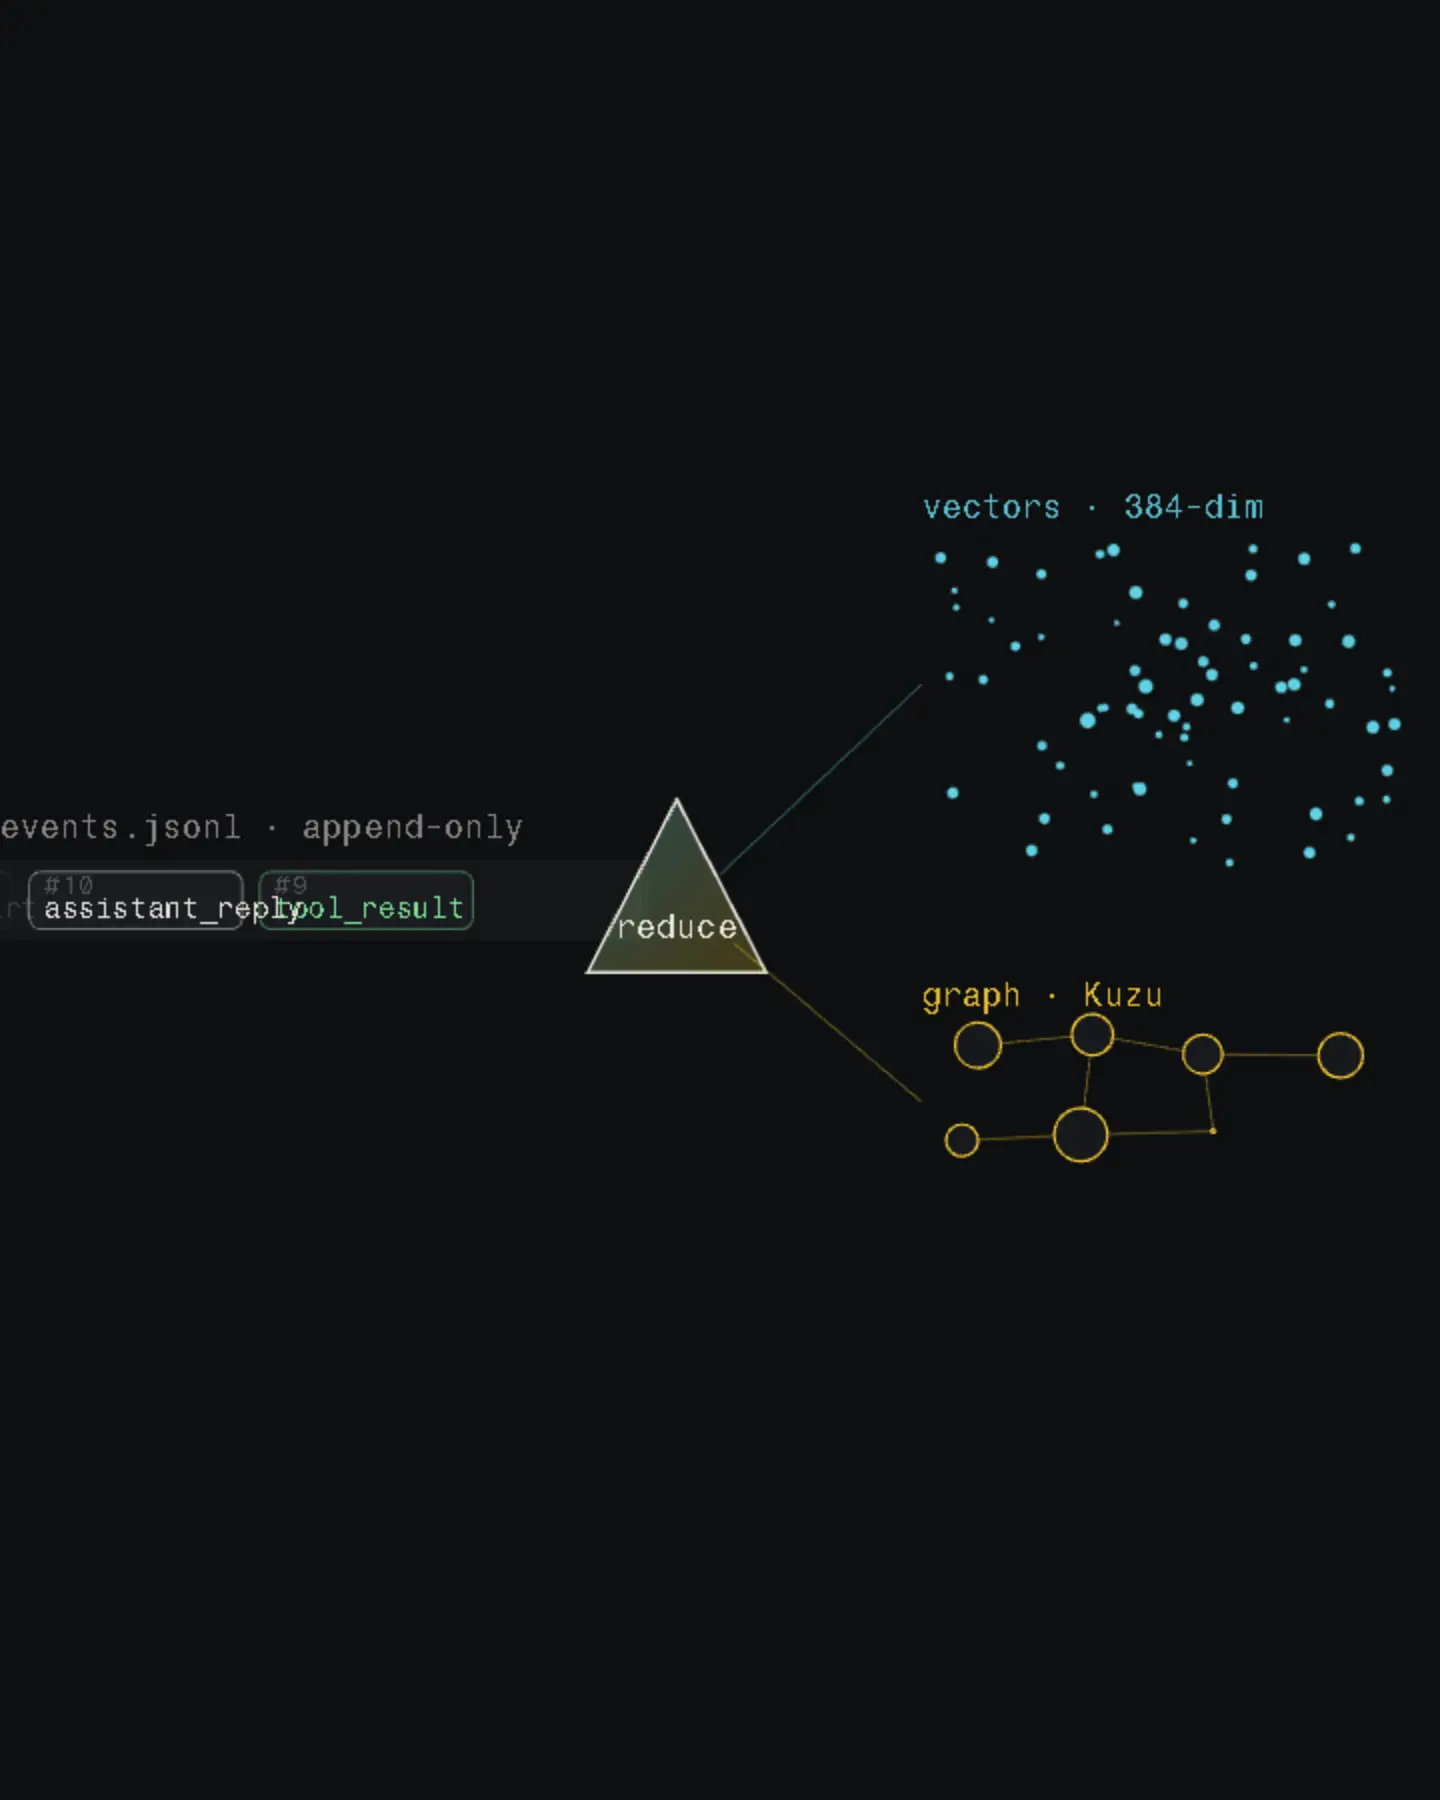 vectors · 384-dim
events.jsonl · append-only
#10
assistant_reply
#9
tool_result
reduce
graph · Kuzu